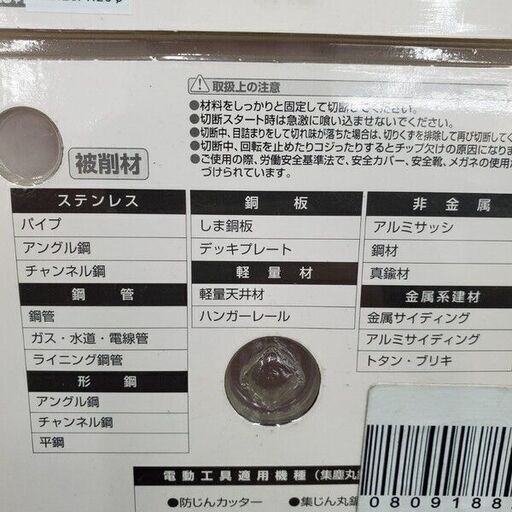 取扱上の注意
●材料をしっかりと固定して切断してください。
●切断スタート時は急激に喰い込ませないでください。
●切断中、目詰まりをして切れ味が落ちた場合は、切りくずを排除して再び切断してく
●切断中、回転を止めたりコジったりするとチップ欠けの原因になりま
●ご使用の際、労働安全基準法で、安全カバー、安全靴、メガネの使用が
づけられています。
被削材
ステンレス
パイプ
アングル鋼
チャンネル鋼
鋼管
鋼管
ガス・水道・電線管
ライニング鋼管
形鋼
アングル鋼
チャンネル鋼
平鋼
鋼板
しま鋼板
デッキプレート
軽量材
軽量天井材
ハンガーレール
非金属
アルミサッシ
鋼材
真鍮材
金属系建材
金属サイディング
アルミサイディング
トタン・ブリキ
電動工具適用機種（集塵丸
●防じんカッター ●集じん丸鋸
0809188